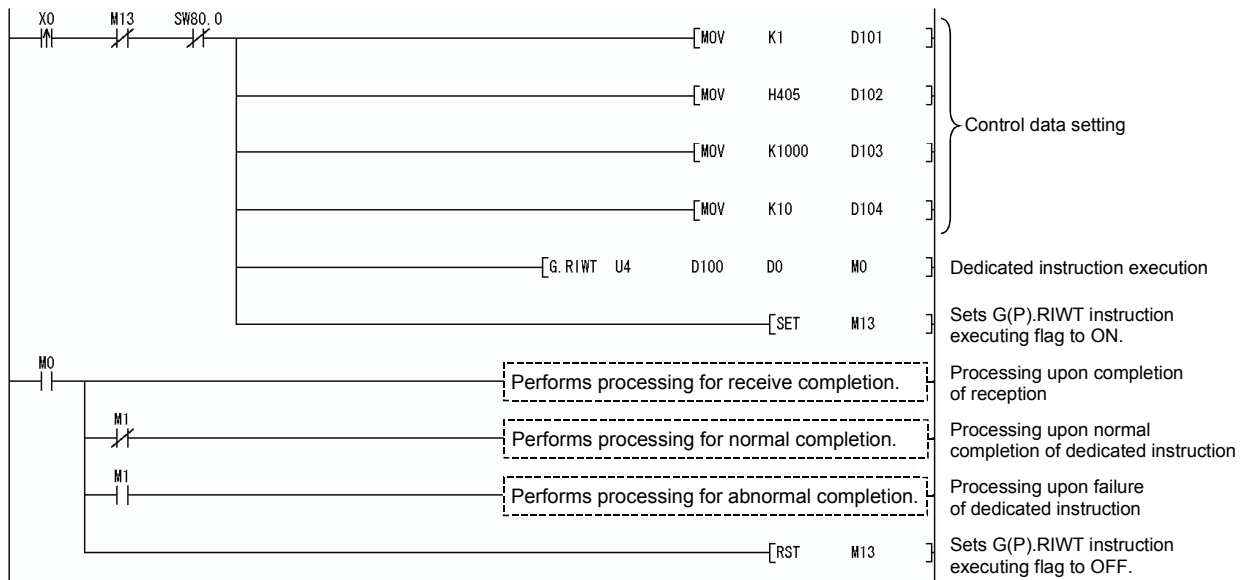 X0 M13 SW80.0
MOV K1 D101
MOV H405 D102
Control data setting
MOV K1000 D103
MOV K10 D104
G.RIWT U4 D100 D0 M0 Dedicated instruction execution
SET M13 Sets G(P).RIWT instruction
executing flag to ON.
M0
Performs processing for receive completion. Processing upon completion
of reception
M1
Performs processing for normal completion. Processing upon normal
completion of dedicated instruction
M1
Performs processing for abnormal completion. Processing upon failure
of dedicated instruction
RST M13 Sets G(P).RIWT instruction
executing flag to OFF.